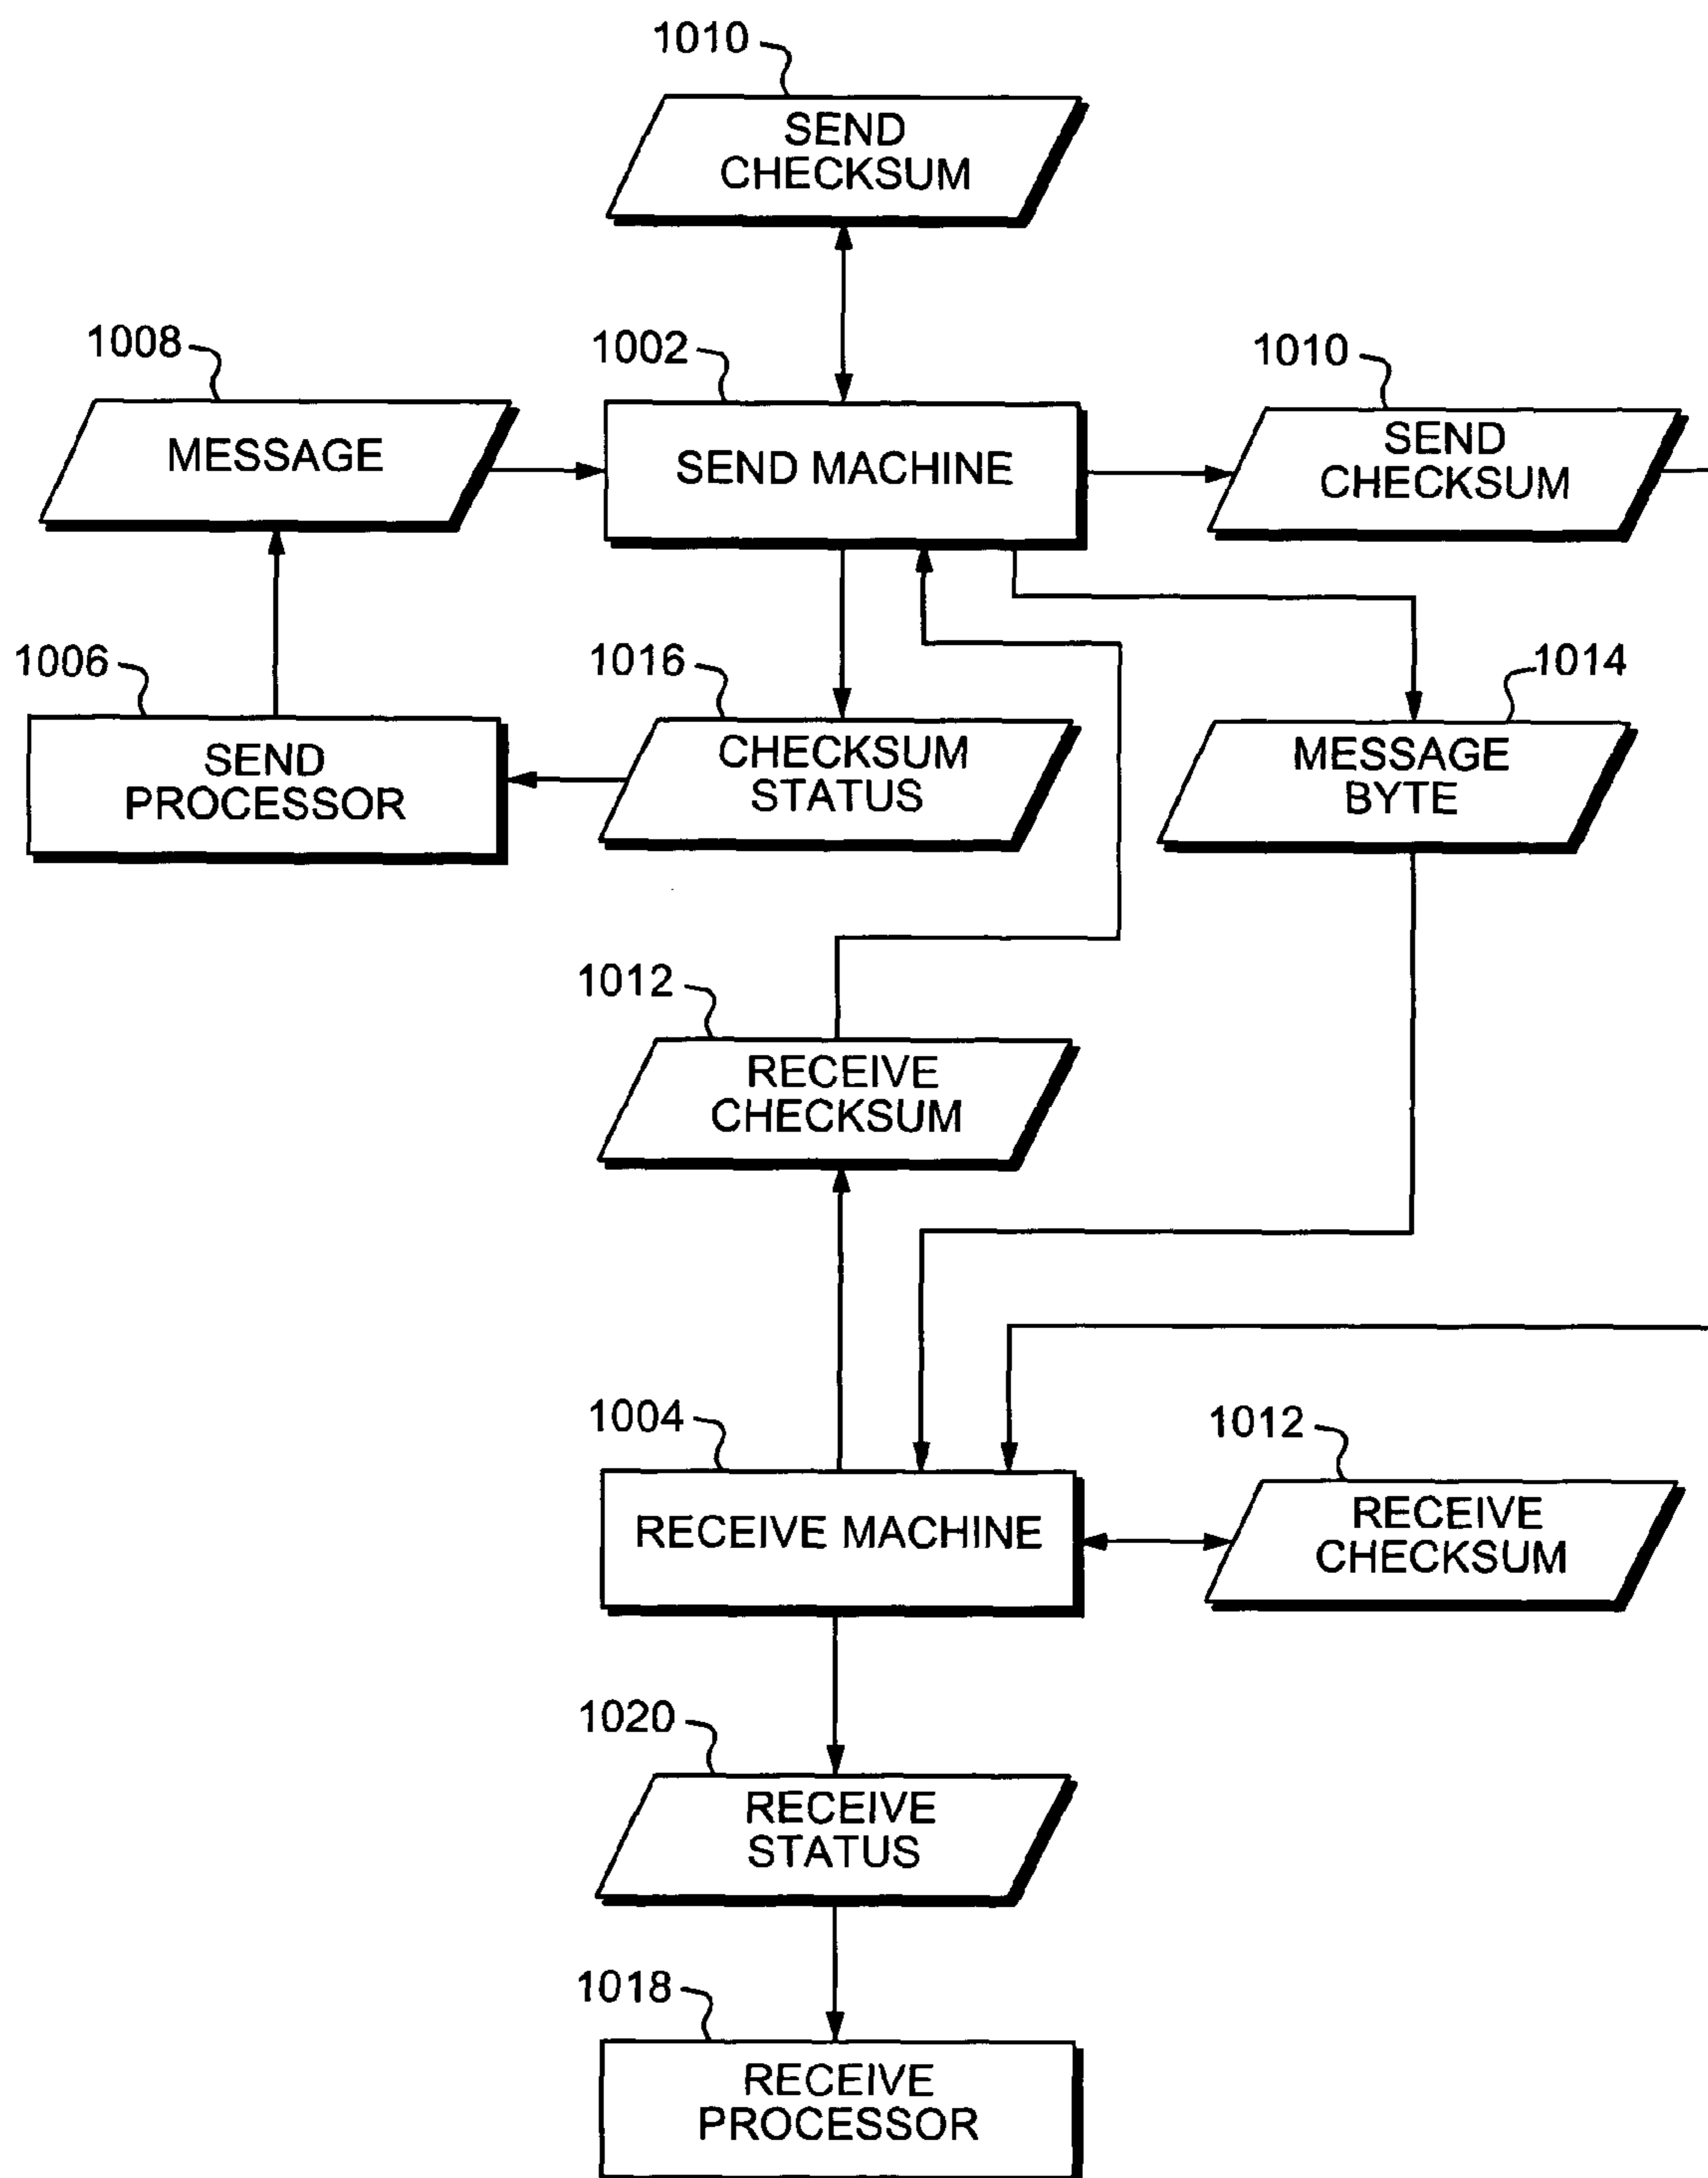 1010
SEND
CHECKSUM
1008
MESSAGE
1002
SEND MACHINE
1010
SEND
CHECKSUM
1006
SEND
PROCESSOR
1016
CHECKSUM
STATUS
1014
MESSAGE
BYTE
1012
RECEIVE
CHECKSUM
1004
RECEIVE MACHINE
1012
RECEIVE
CHECKSUM
1020
RECEIVE
STATUS
1018
RECEIVE
PROCESSOR